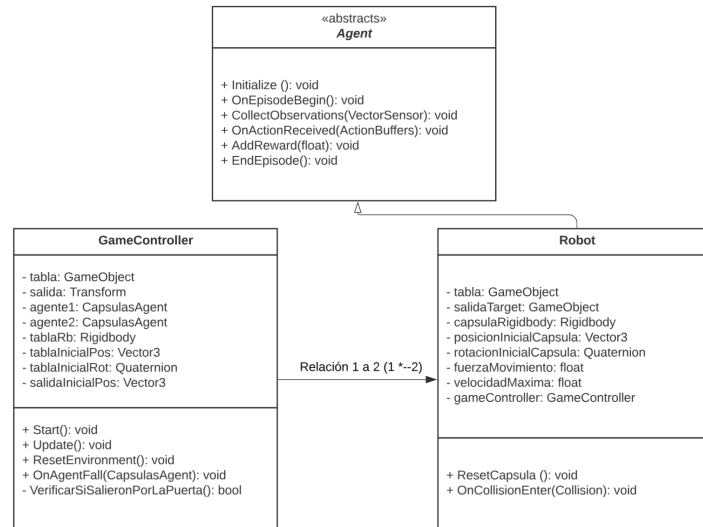 «abstracts»
Agent
+ Initialize (): void
+ OnEpisodeBegin(): void
+ CollectObservations(VectorSensor): void
+ OnActionReceived(ActionBuffers): void
+ AddReward(float): void
+ EndEpisode(): void
GameController
- tabla: GameObject
- salida: Transform
- agente1: CapsulasAgent
- agente2: CapsulasAgent
- tablaRb: Rigidbody
- tablaInicialPos: Vector3
- tablaInicialRot: Quaternion
- salidaInicialPos: Vector3
+ Start(): void
+ Update(): void
+ ResetEnvironment(): void
+ OnAgentFall(CapsulasAgent): void
- VerificarSiSalieronPorLaPuerta(): bool
Relación 1 a 2 (1 *--2)
Robot
- tabla: GameObject
- salidaTarget: GameObject
- capsulaRigidbody: Rigidbody
- posicionInicialCapsula: Vector3
- rotacionInicialCapsula: Quaternion
- fuerzaMovimiento: float
- velocidadMaxima: float
- gameController: GameController
+ ResetCapsula (): void
+ OnCollisionEnter(Collision): void